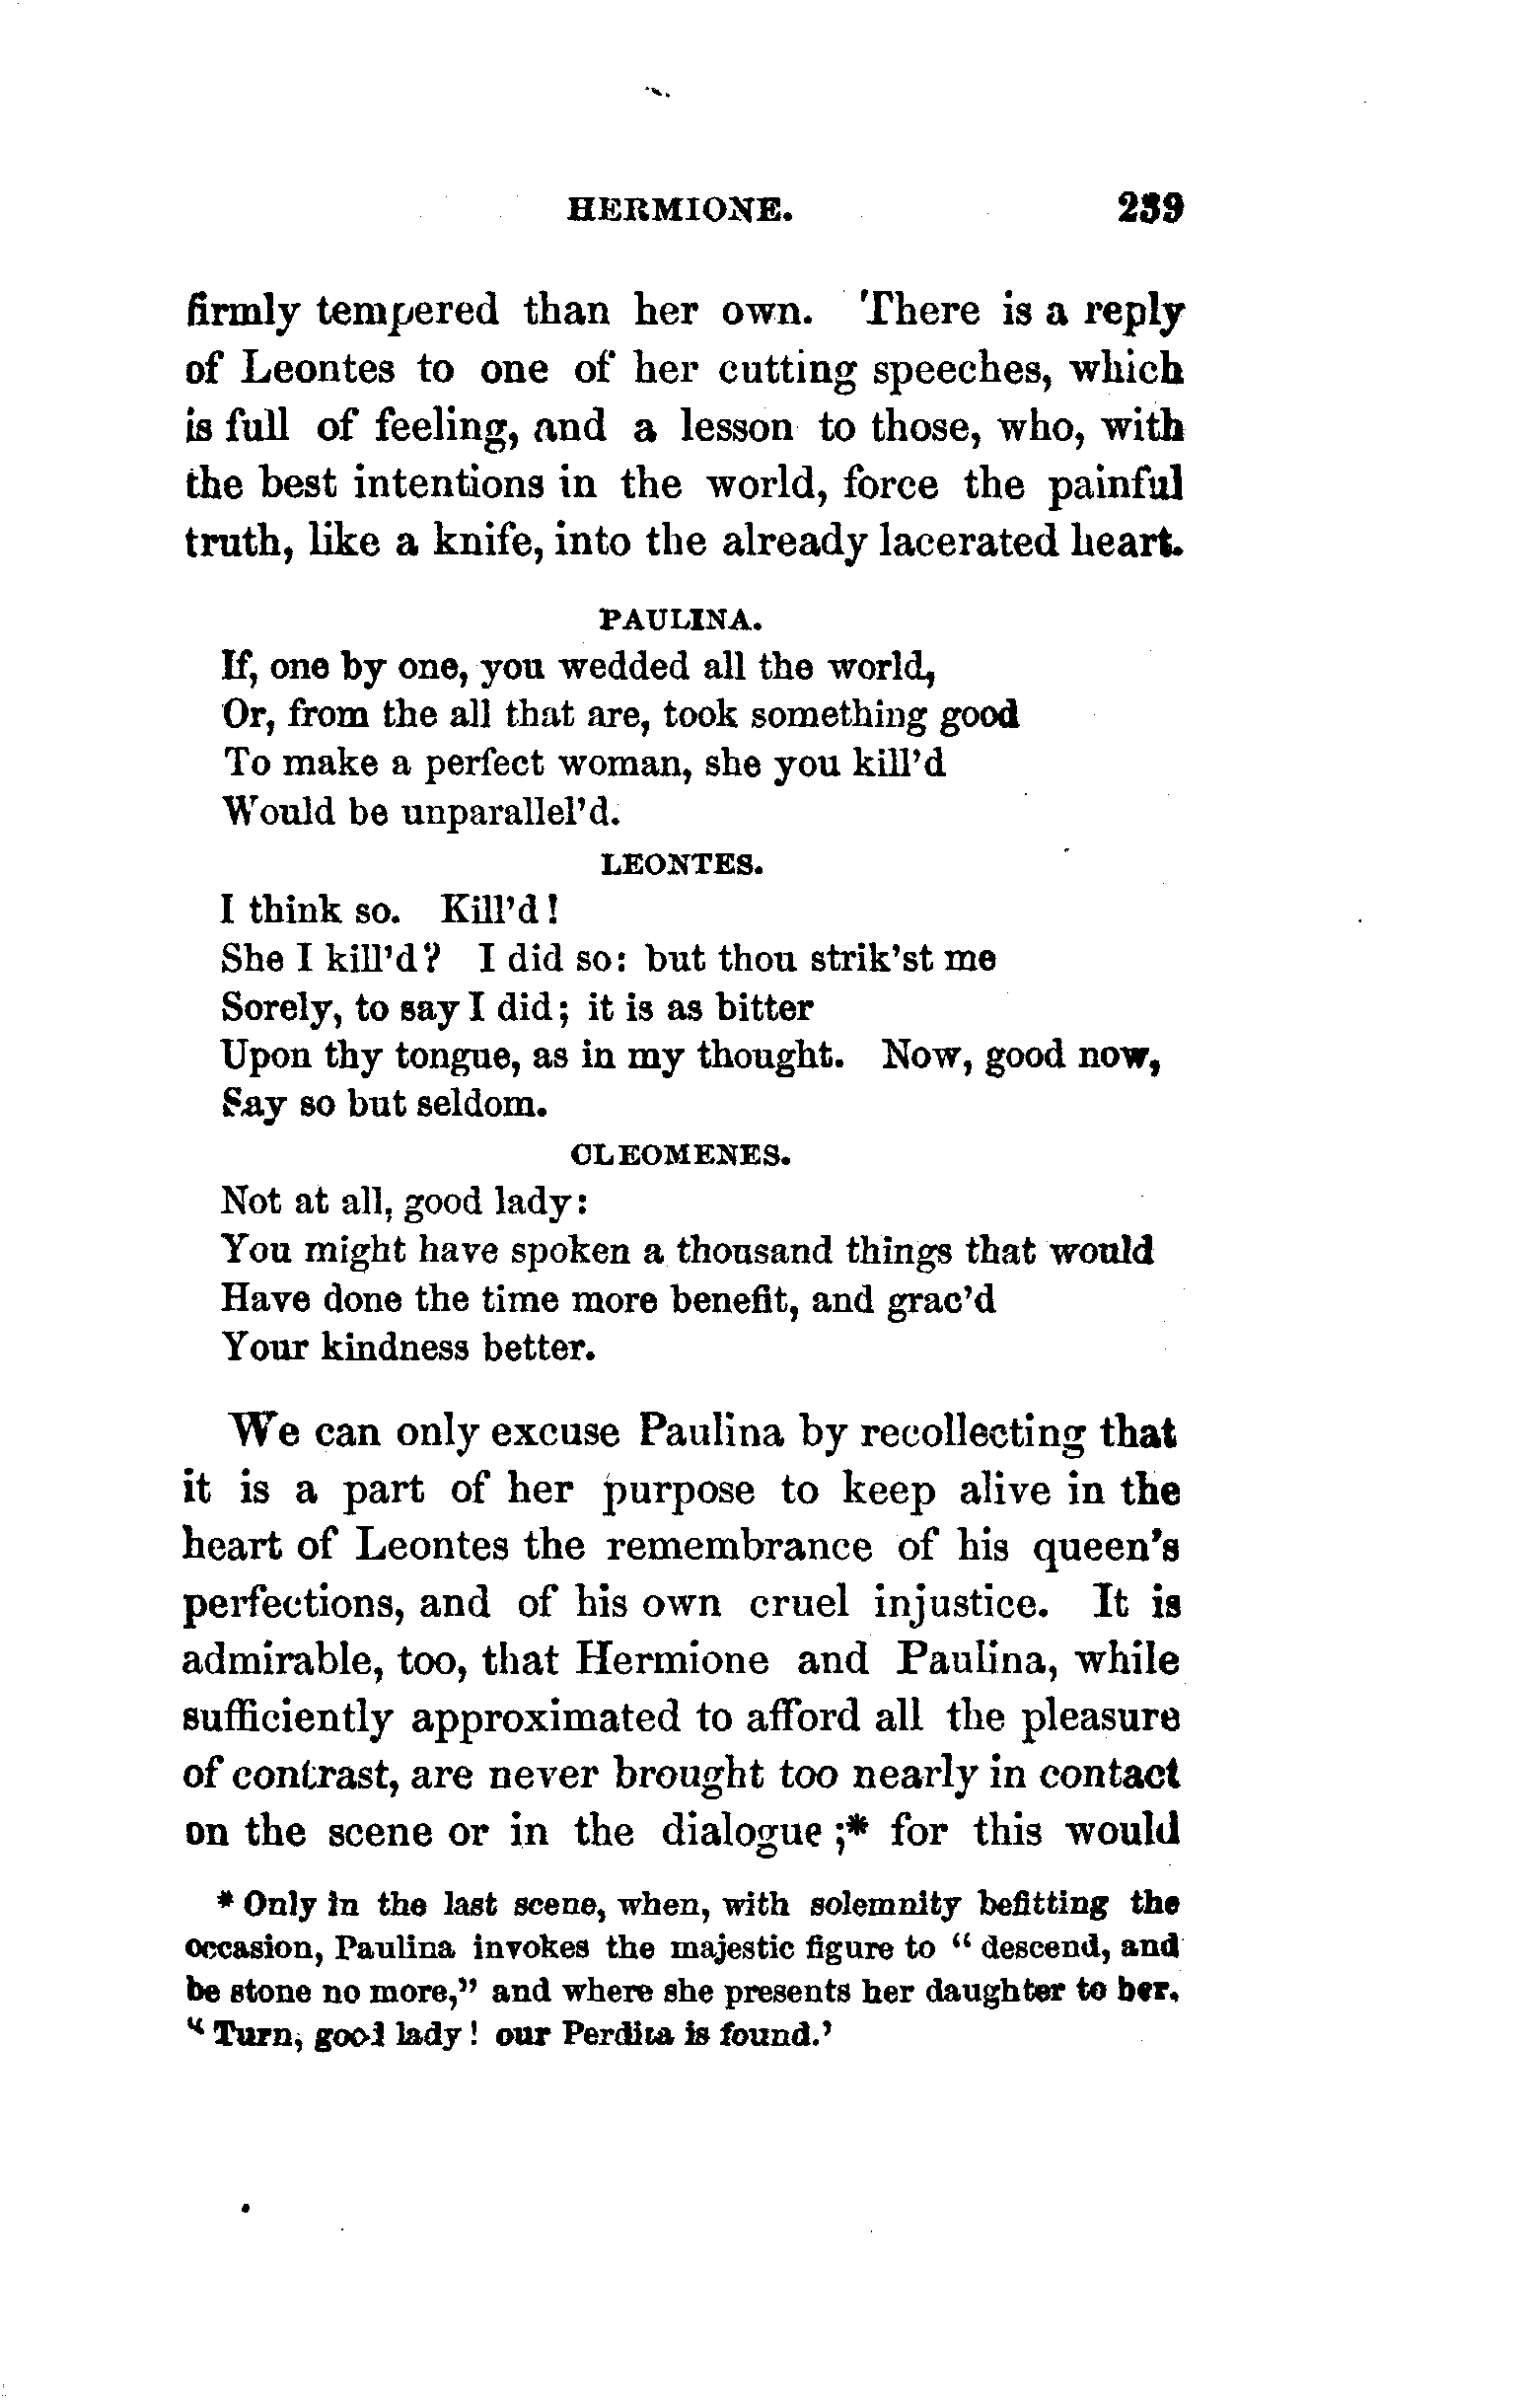 HERMIONE. 239
firmly tempered than her own. There is a reply
of Leontes to one of her cutting speeches, which
is full of feeling, and a lesson to those, who, with
the best intentions in the world, force the painful
truth, like a knife, into the already lacerated heart.
PAULINA.
If, one by one, you wedded all the world,
Or, from the all that are, took something good
To make a perfect woman, she you kill'd
Would be unparallel'd.
LEONTES.
I think so. Kill'd!
She I kill'd? I did so: but thou strik'st me
Sorely, to say I did; it is as bitter
Upon thy tongue, as in my thought. Now, good now,
Say so but seldom.
CLEOMENES.
Not at all, good lady:
You might have spoken a thousand things that would
Have done the time more benefit, and grac'd
Your kindness better.
We can only excuse Paulina by recollecting that
it is a part of her purpose to keep alive in the
heart of Leontes the remembrance of his queen's
perfections, and of his own cruel injustice. It is
admirable, too, that Hermione and Paulina, while
sufficiently approximated to afford all the pleasure
of contrast, are never brought too nearly in contact
on the scene or in the dialogue;* for this would
* Only in the last scene, when, with solemnity befitting the
occasion, Paulina invokes the majestic figure to "descend, and
be stone no more," and where she presents her daughter to her.
"Turn, good lady! our Perdita is found.'